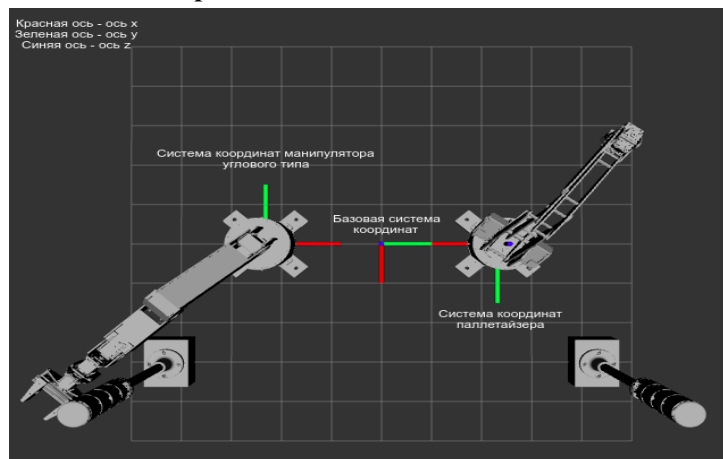 Красная ось - ось x
Зеленая ось - ось y
Синяя ось - ось z
Система координат манипулятора
углового типа
Базовая система
координат
Система координат
паллетайзера